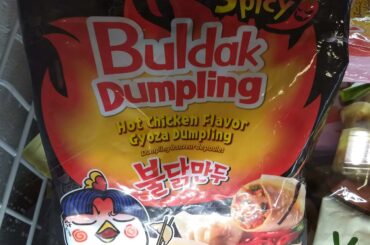 Spicy
Buldak
Dumpling
Hot Chicken Flavor
Gyoza Dumpling
불닭만두